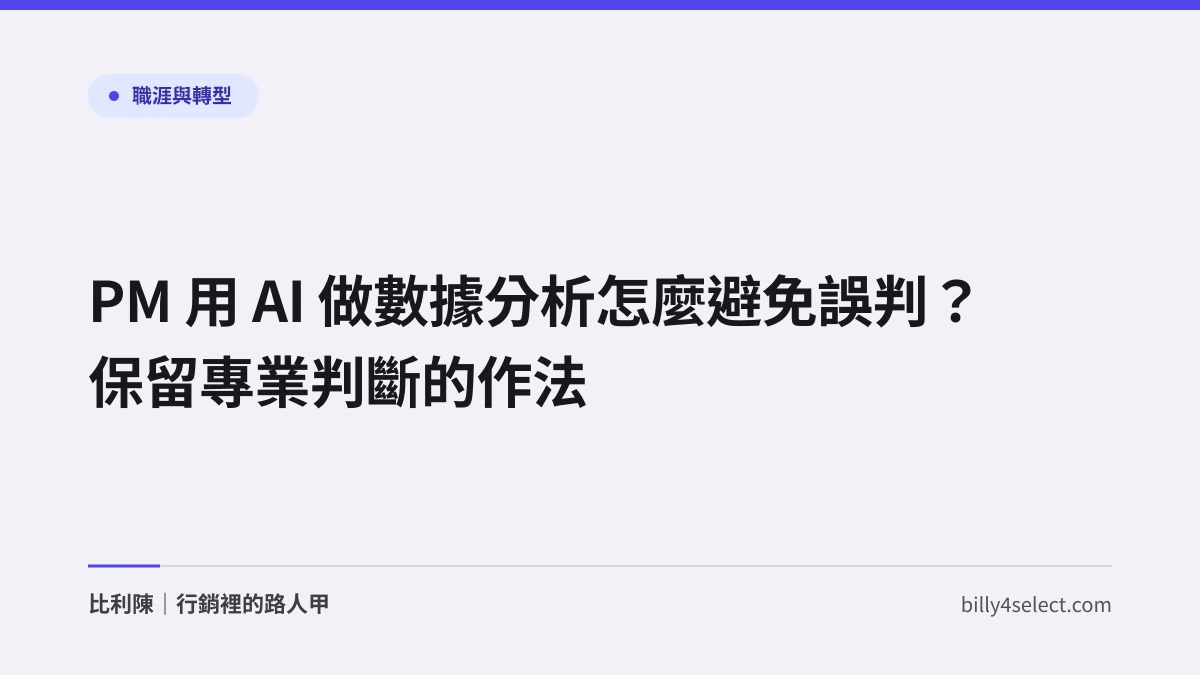 職涯與轉型
PM 用 AI 做數據分析怎麼避免誤判？
保留專業判斷的作法
比利陳｜行銷裡的路人甲
billy4select.com